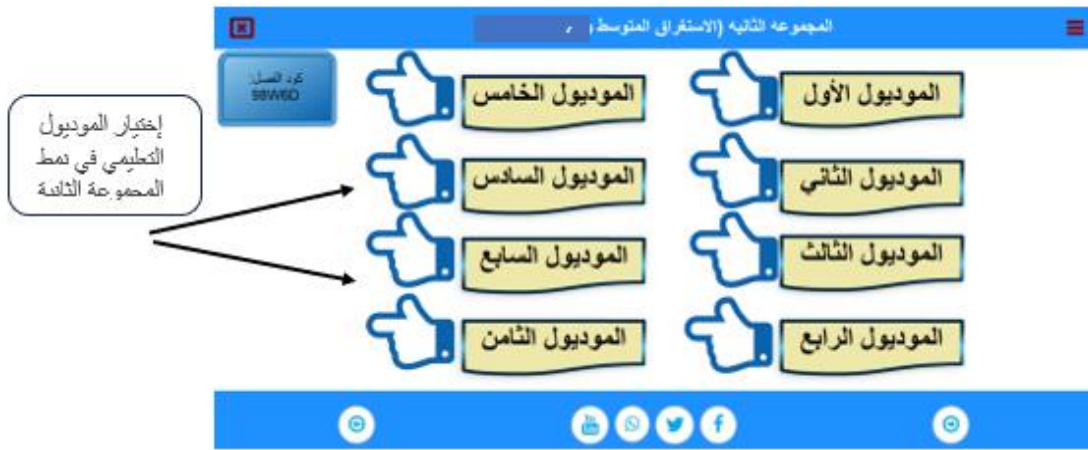 المجموعه الثانيه (الاستغراق المتوسط
كود الفصل:
إختيار الموديول
التعليمي في نمط
المجموعة الثانية
الموديول الأول
الموديول الخامس
الموديول الثاني
الموديول السادس
الموديول الثالث
الموديول السابع
الموديول الرابع
الموديول الثامن
You